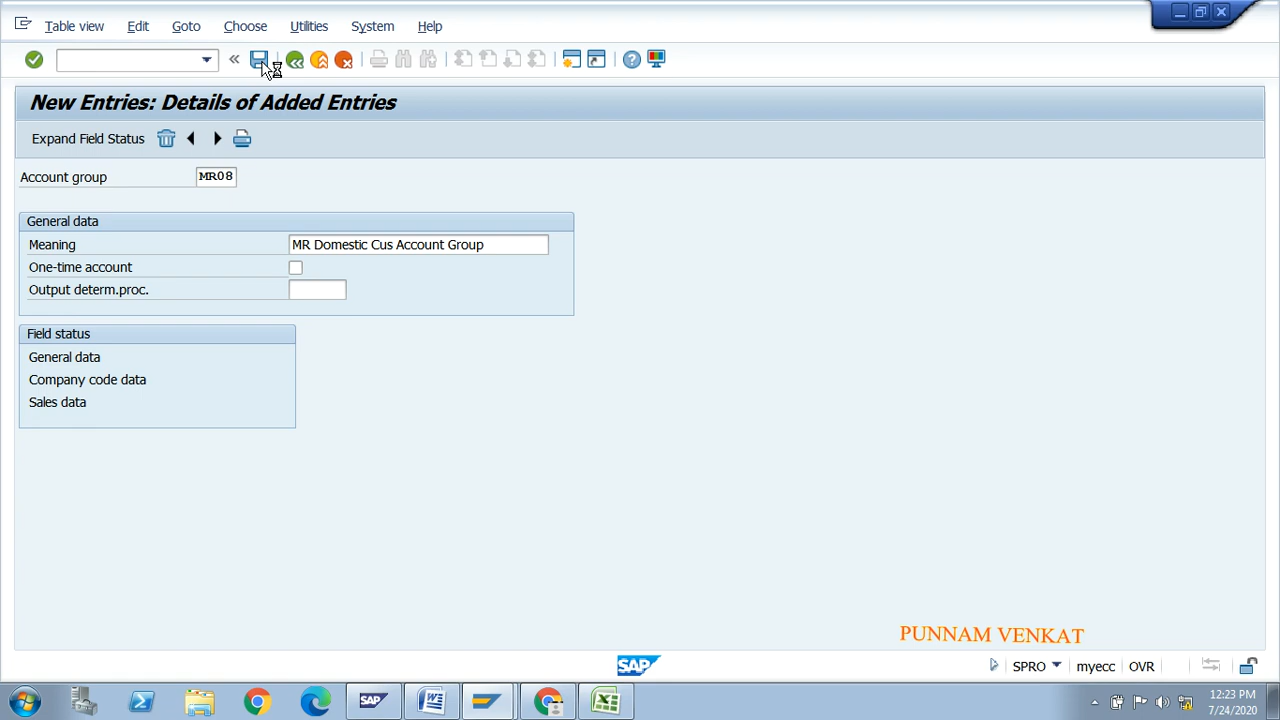 Table view Edit Goto Choose Utilities System Help
New Entries: Details of Added Entries
Expand Field Status
Account group MR08
General data
Meaning MR Domestic Cus Account Group
One-time account
Output determ.proc.
Field status
General data
Company code data
Sales data
PUNNAM VENKAT
SAP SPRO myecc OVR
SAP 12:23 PM
7/24/2020